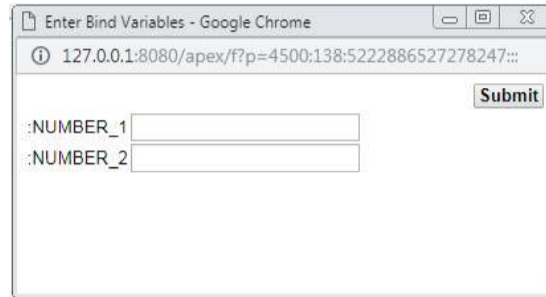 Enter Bind Variables - Google Chrome
127.0.0.1:8080/apex/f?p=4500:138:5222886527278247:::
Submit
:NUMBER_1
:NUMBER_2